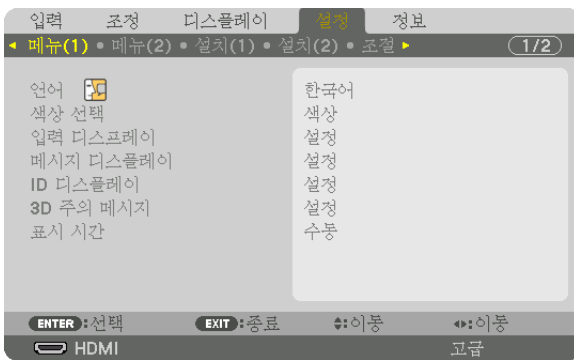 입력 조정 디스플레이 설정 정보
메뉴(1) • 메뉴(2) • 설치(1) • 설치(2) • 조절 1/2
언어 한국어
색상 선택 색상
입력 디스프레이 설정
메시지 디스플레이 설정
ID 디스플레이 설정
3D 주의 메시지 설정
표시 시간 수동
ENTER :선택 EXIT :종료 :이동 :이동
HDMI 고급